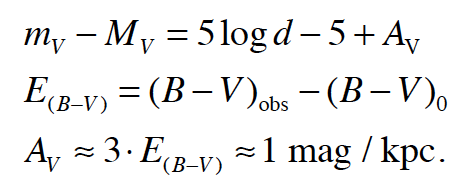 m_V − M_V = 5 log d − 5 + A_V
E_(B–V) = (B − V)_obs − (B − V)_0
A_V ≈ 3 · E_(B–V) ≈ 1 mag / kpc.